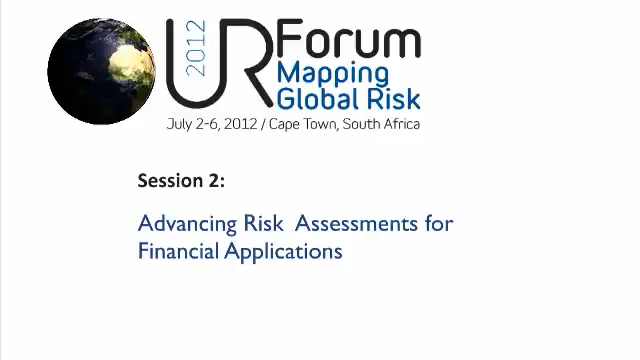 2012
UR Forum
Mapping
Global Risk
July 2-6, 2012 / Cape Town, South Africa
Session 2:
Advancing Risk Assessments for
Financial Applications